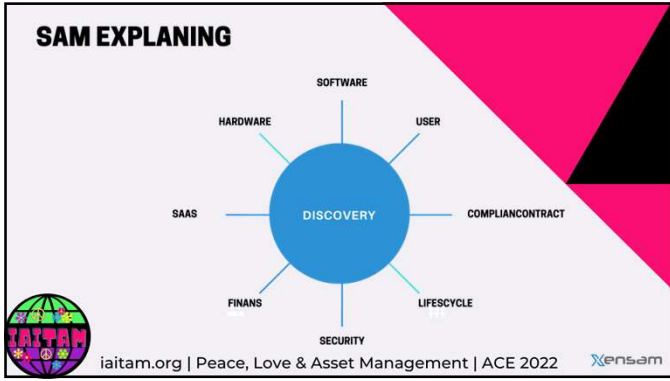 SAM EXPLANING
SOFTWARE
HARDWARE
USER
SAAS
DISCOVERY
COMPLIANCONTRACT
FINANS
LIFESCYCLE
SECURITY
IAITAM
iaitam.org | Peace, Love & Asset Management | ACE 2022
Xensam